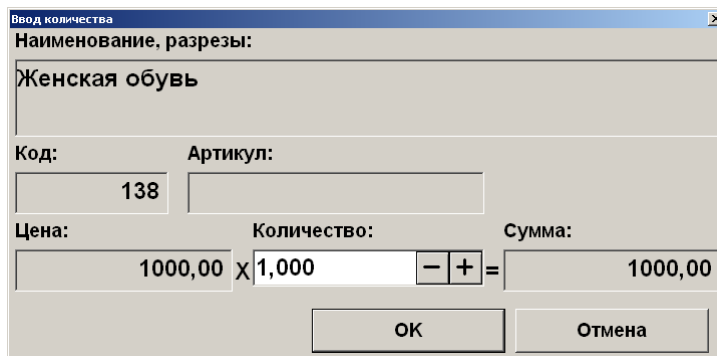 Ввод количества
Наименование, разрезы:
Женская обувь
Код: Артикул:
138
Цена: Количество: Сумма:
1000,00 X 1,000 − + = 1000,00
OK Отмена